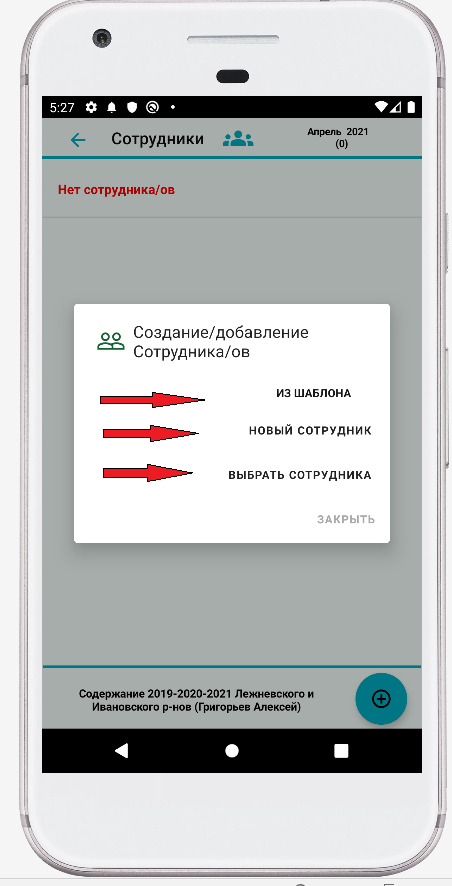 5:27
Сотрудники
Апрель 2021
(0)
Нет сотрудника/ов
Создание/добавление
Сотрудника/ов
ИЗ ШАБЛОНА
НОВЫЙ СОТРУДНИК
ВЫБРАТЬ СОТРУДНИКА
ЗАКРЫТЬ
Содержание 2019-2020-2021 Лежневского и
Ивановского р-нов (Григорьев Алексей)